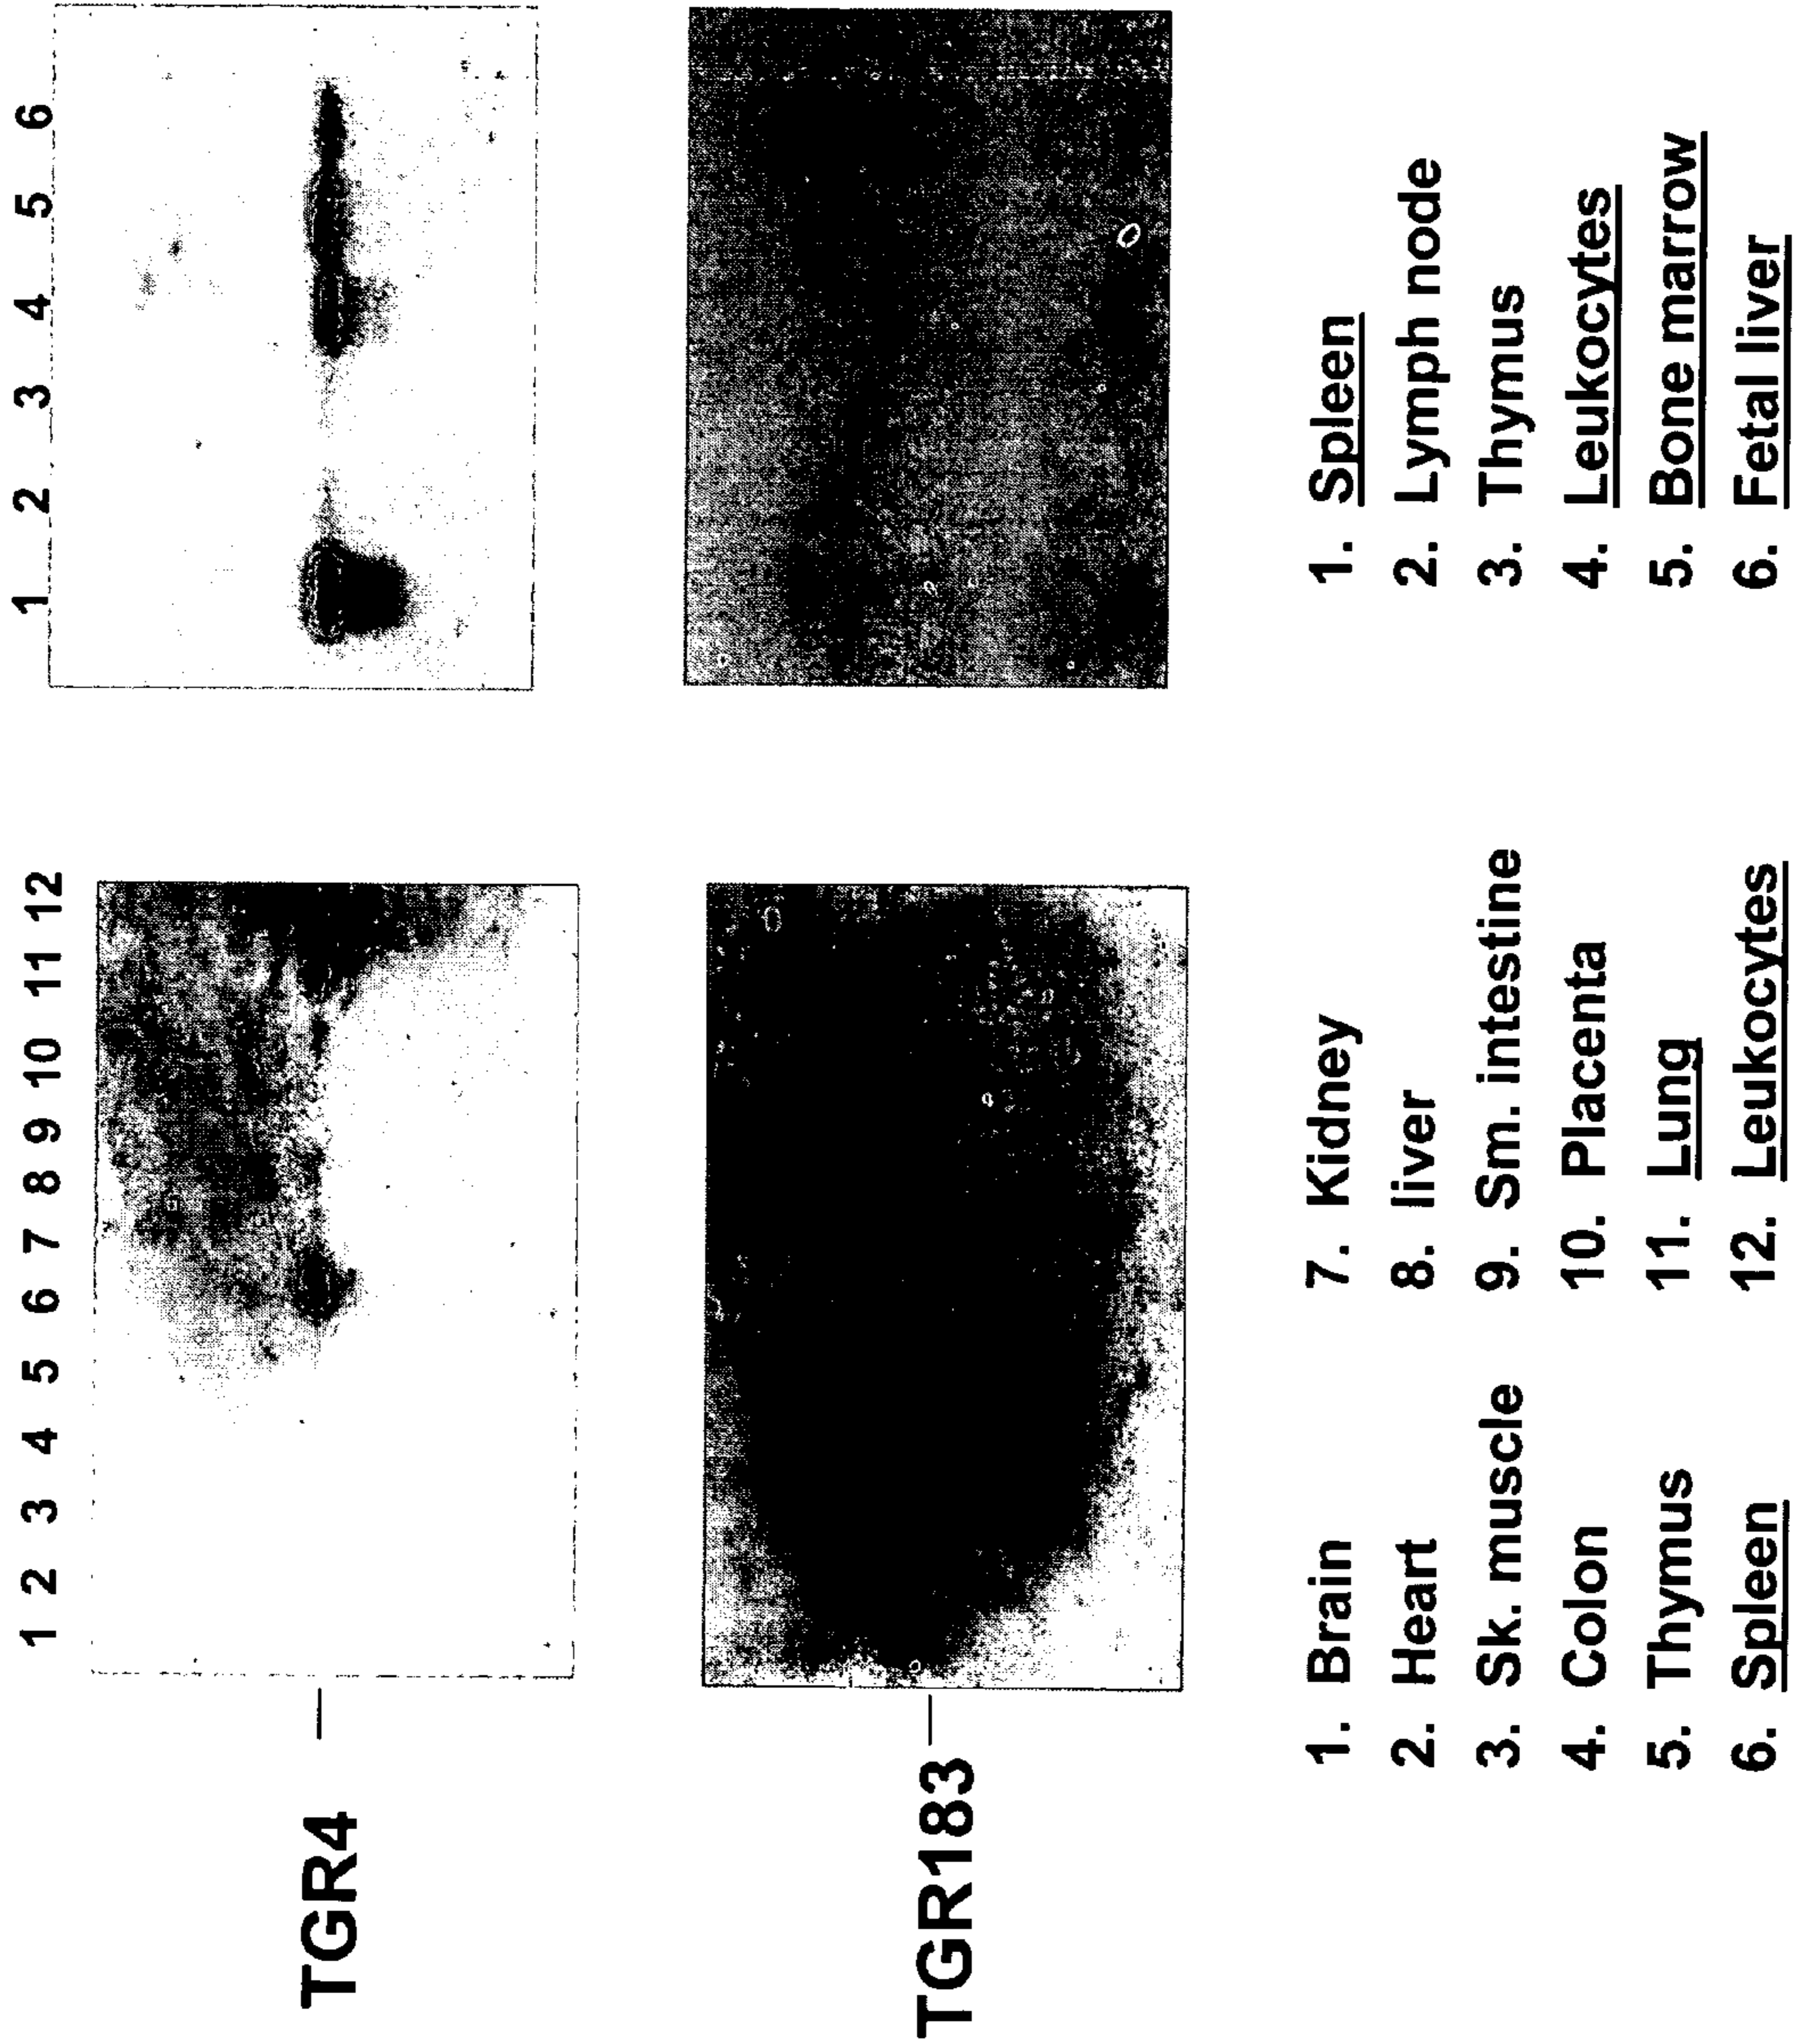 1 2 3 4 5 6 7 8 9 10 11 12
1 2 3 4 5 6
TGR4
TGR183
1. Brain
2. Heart
3. Sk. muscle
4. Colon
5. Thymus
6. Spleen
7. Kidney
8. liver
9. Sm. intestine
10. Placenta
11. Lung
12. Leukocytes
1. Spleen
2. Lymph node
3. Thymus
4. Leukocytes
5. Bone marrow
6. Fetal liver